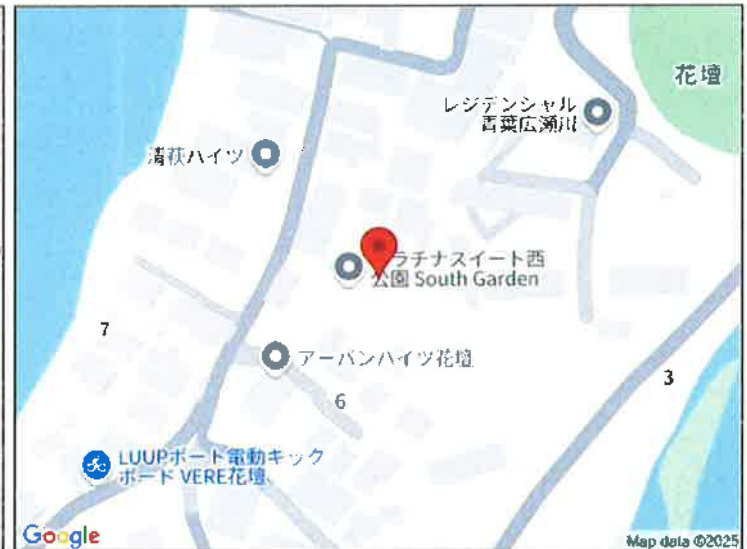 花壇
レジデンシャル
青葉広瀬川
清萩ハイツ
ラチナスイート西
公園 South Garden
7
アーバンハイツ花壇
3
6
LUUPポート電動キック
ボード VERE花壇
Google
Map data ©2025